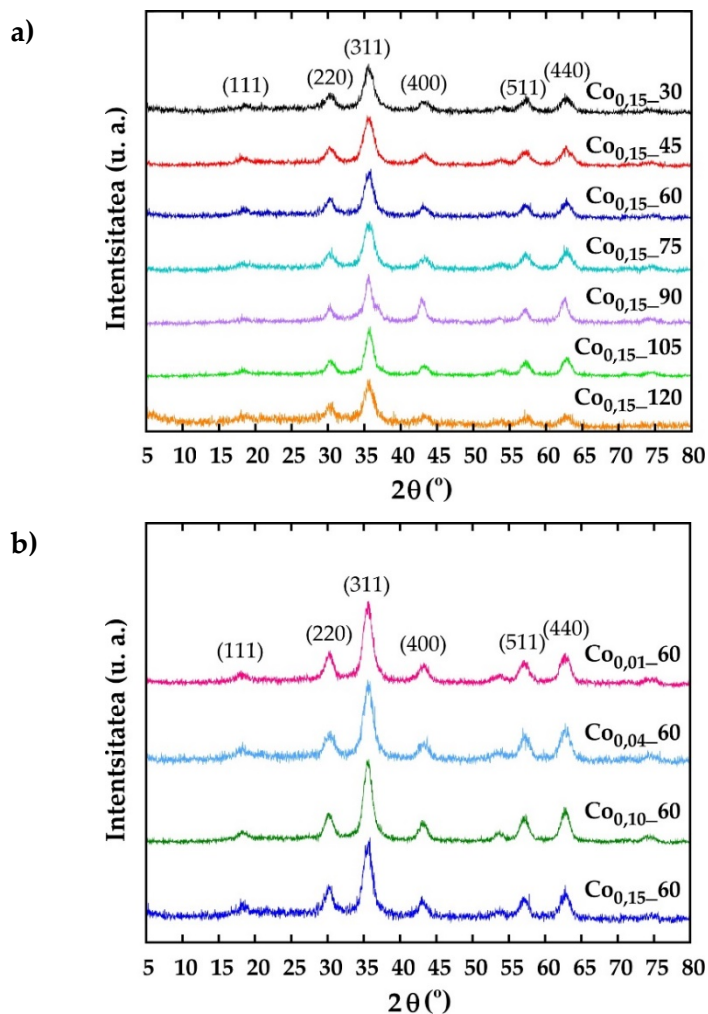 a)
(311)
(111) (220) (400) (511) (440)
Co0,15_30
Co0,15_45
Co0,15_60
Co0,15_75
Co0,15_90
Co0,15_105
Co0,15_120
Intentsitatea (u. a.)
5 10 15 20 25 30 35 40 45 50 55 60 65 70 75 80
2θ (º)
b)
(311)
(111) (220) (400) (511) (440)
Co0,01_60
Co0,04_60
Co0,10_60
Co0,15_60
Intentsitatea (u. a.)
5 10 15 20 25 30 35 40 45 50 55 60 65 70 75 80
2θ (º)